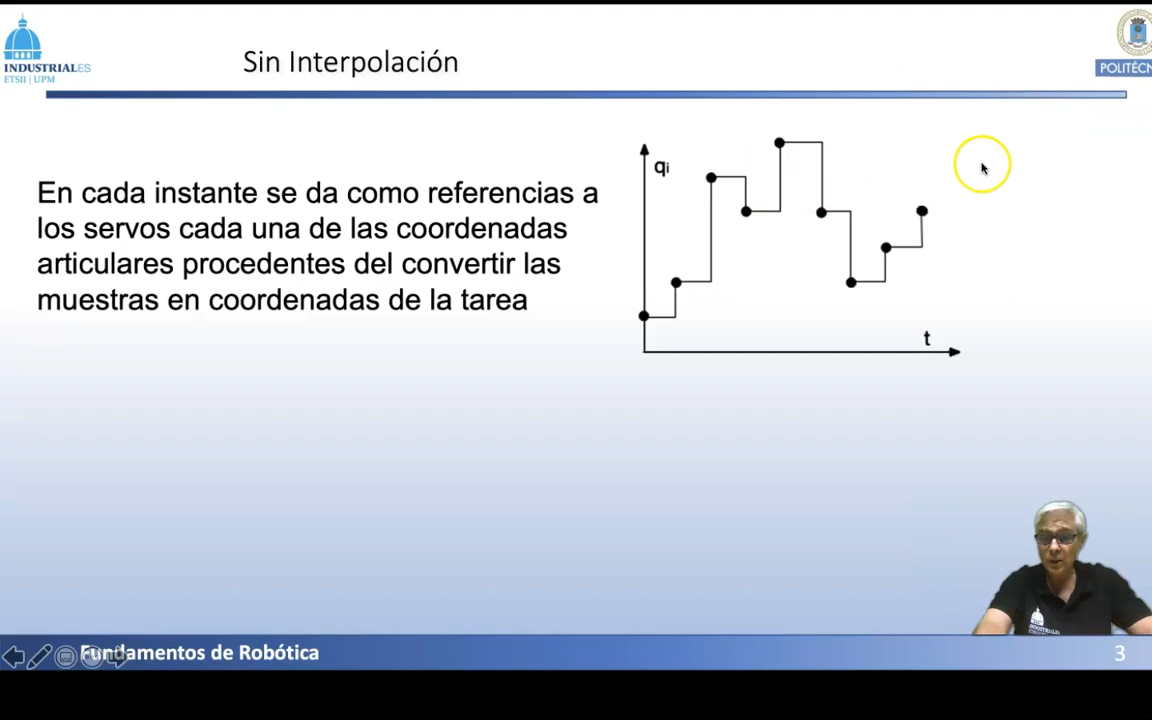 INDUSTRIALES
ETSII | UPM
Sin Interpolación
POLITÉCN
En cada instante se da como referencias a
los servos cada una de las coordenadas
articulares procedentes del convertir las
muestras en coordenadas de la tarea
qi
t
Fundamentos de Robótica
3